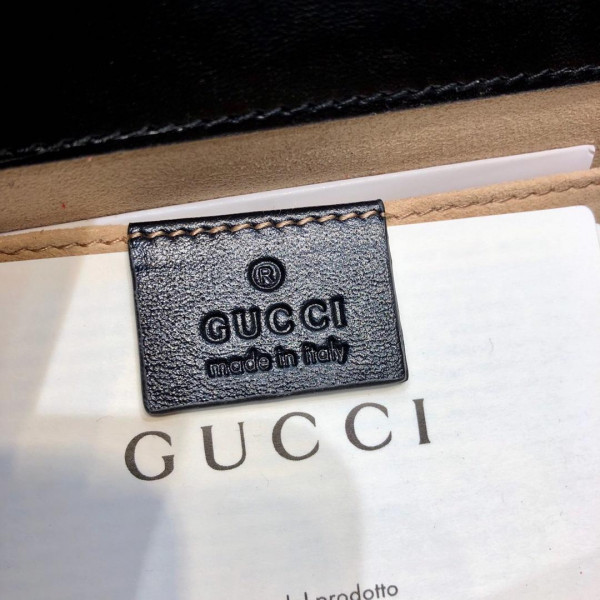 ®
GUCCI
made in italy
GUCCI
prodotto